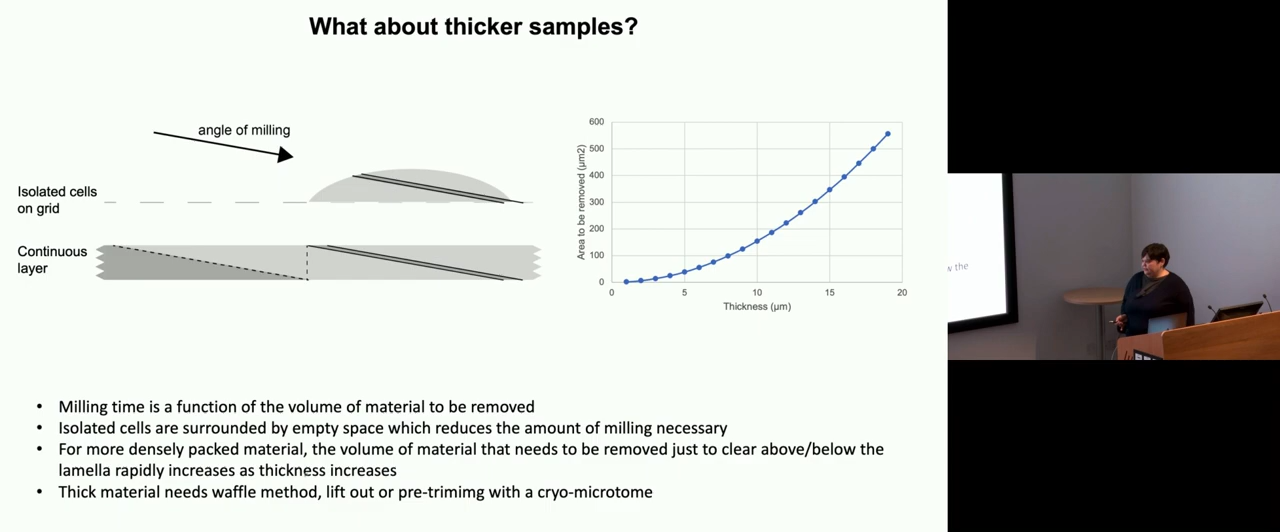 What about thicker samples?
angle of milling
Isolated cells
on grid
Continuous
layer
Area to be removed (µm2)
600
500
400
300
200
100
0
0 5 10 15 20
Thickness (µm)
• Milling time is a function of the volume of material to be removed
• Isolated cells are surrounded by empty space which reduces the amount of milling necessary
• For more densely packed material, the volume of material that needs to be removed just to clear above/below the
lamella rapidly increases as thickness increases
• Thick material needs waffle method, lift out or pre-trimimg with a cryo-microtome
the